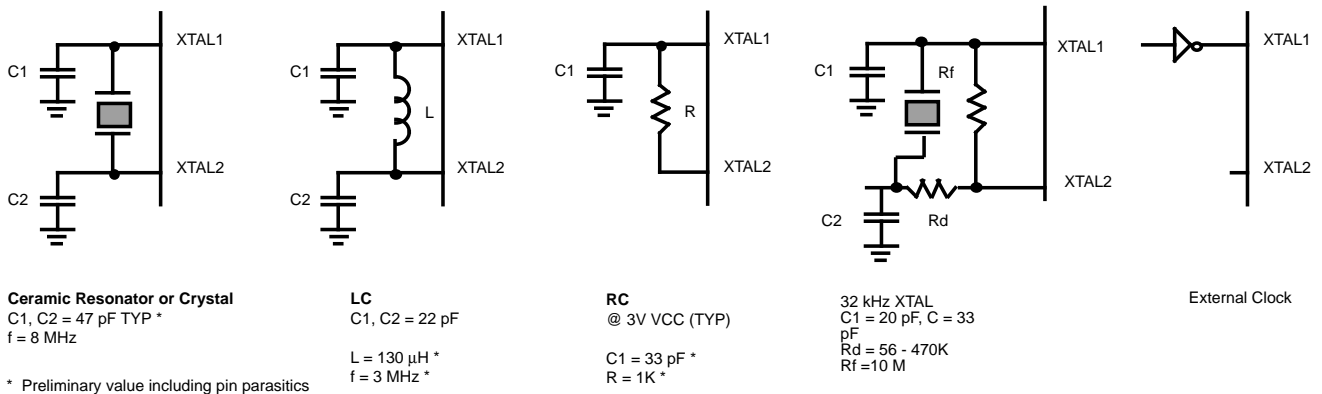 XTAL1
C1
XTAL2
C2
XTAL1
C1
L
XTAL2
C2
XTAL1
C1
R
XTAL2
XTAL1
C1
Rf
XTAL2
C2
Rd
XTAL1
XTAL2
Ceramic Resonator or Crystal
C1, C2 = 47 pF TYP *
f = 8 MHz
* Preliminary value including pin parasitics
LC
C1, C2 = 22 pF
L = 130 μH *
f = 3 MHz *
RC
@ 3V VCC (TYP)
C1 = 33 pF *
R = 1K *
32 kHz XTAL
C1 = 20 pF, C = 33
pF
Rd = 56 - 470K
Rf =10 M
External Clock